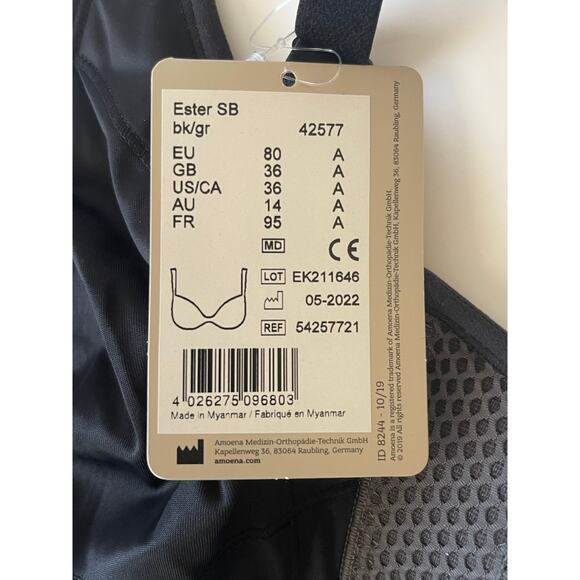 Ester SB
bk/gr 42577
EU 80 A
GB 36 A
US/CA 36 A
AU 14 A
FR 95 A
MD CE
LOT EK211646
05-2022
REF 54257721
4 026275 096803
Made in Myanmar / Fabriqué en Myanmar
Amoena Medizin-Orthopädie-Technik GmbH
Kapellenweg 36, 83064 Raubling, Germany
amoena.com
ID 8244 - 10/19
Amoena is a registered trademark of Amoena Medizin-Orthopädie-Technik GmbH.
© 2019 All rights reserved Amoena Medizin-Orthopädie-Technik GmbH, Kapellenweg 36, 83064 Raubling, Germany